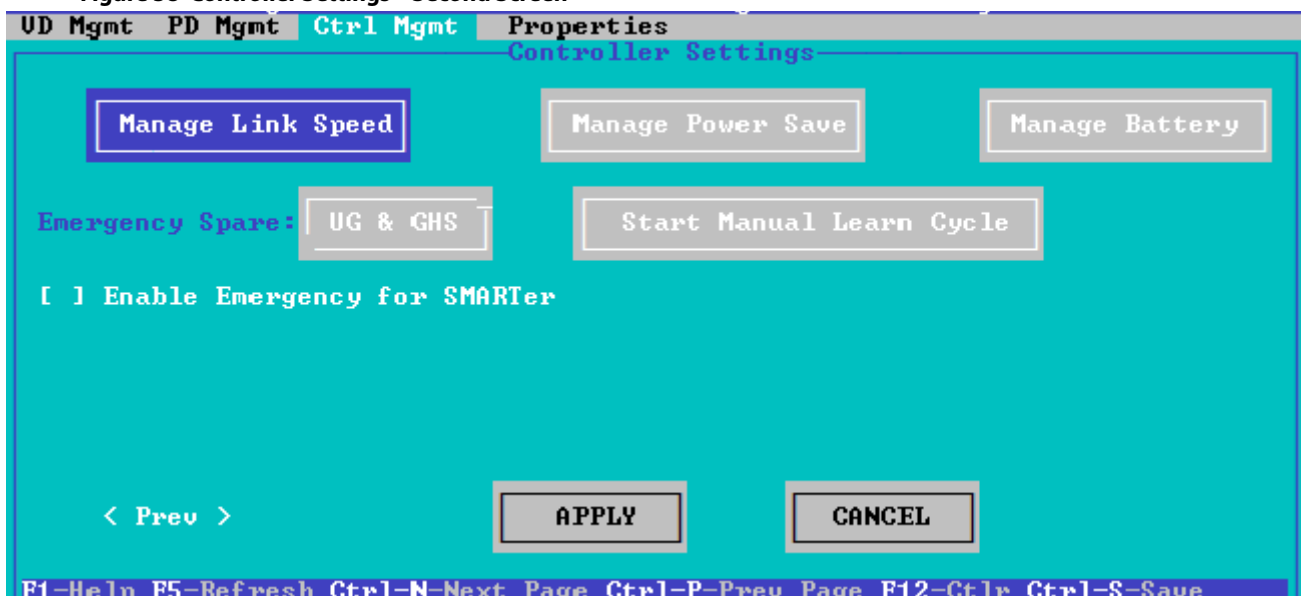 VD Mgmt PD Mgmt Ctrl Mgmt Properties
Controller Settings
Manage Link Speed Manage Power Save Manage Battery
Emergency Spare: UG & GHS Start Manual Learn Cycle
[ ] Enable Emergency for SMARTer
< Prev > APPLY CANCEL
F1-Help F5-Refresh Ctrl-N-Next Page Ctrl-P-Prev Page F12-Ctlr Ctrl-S-Save